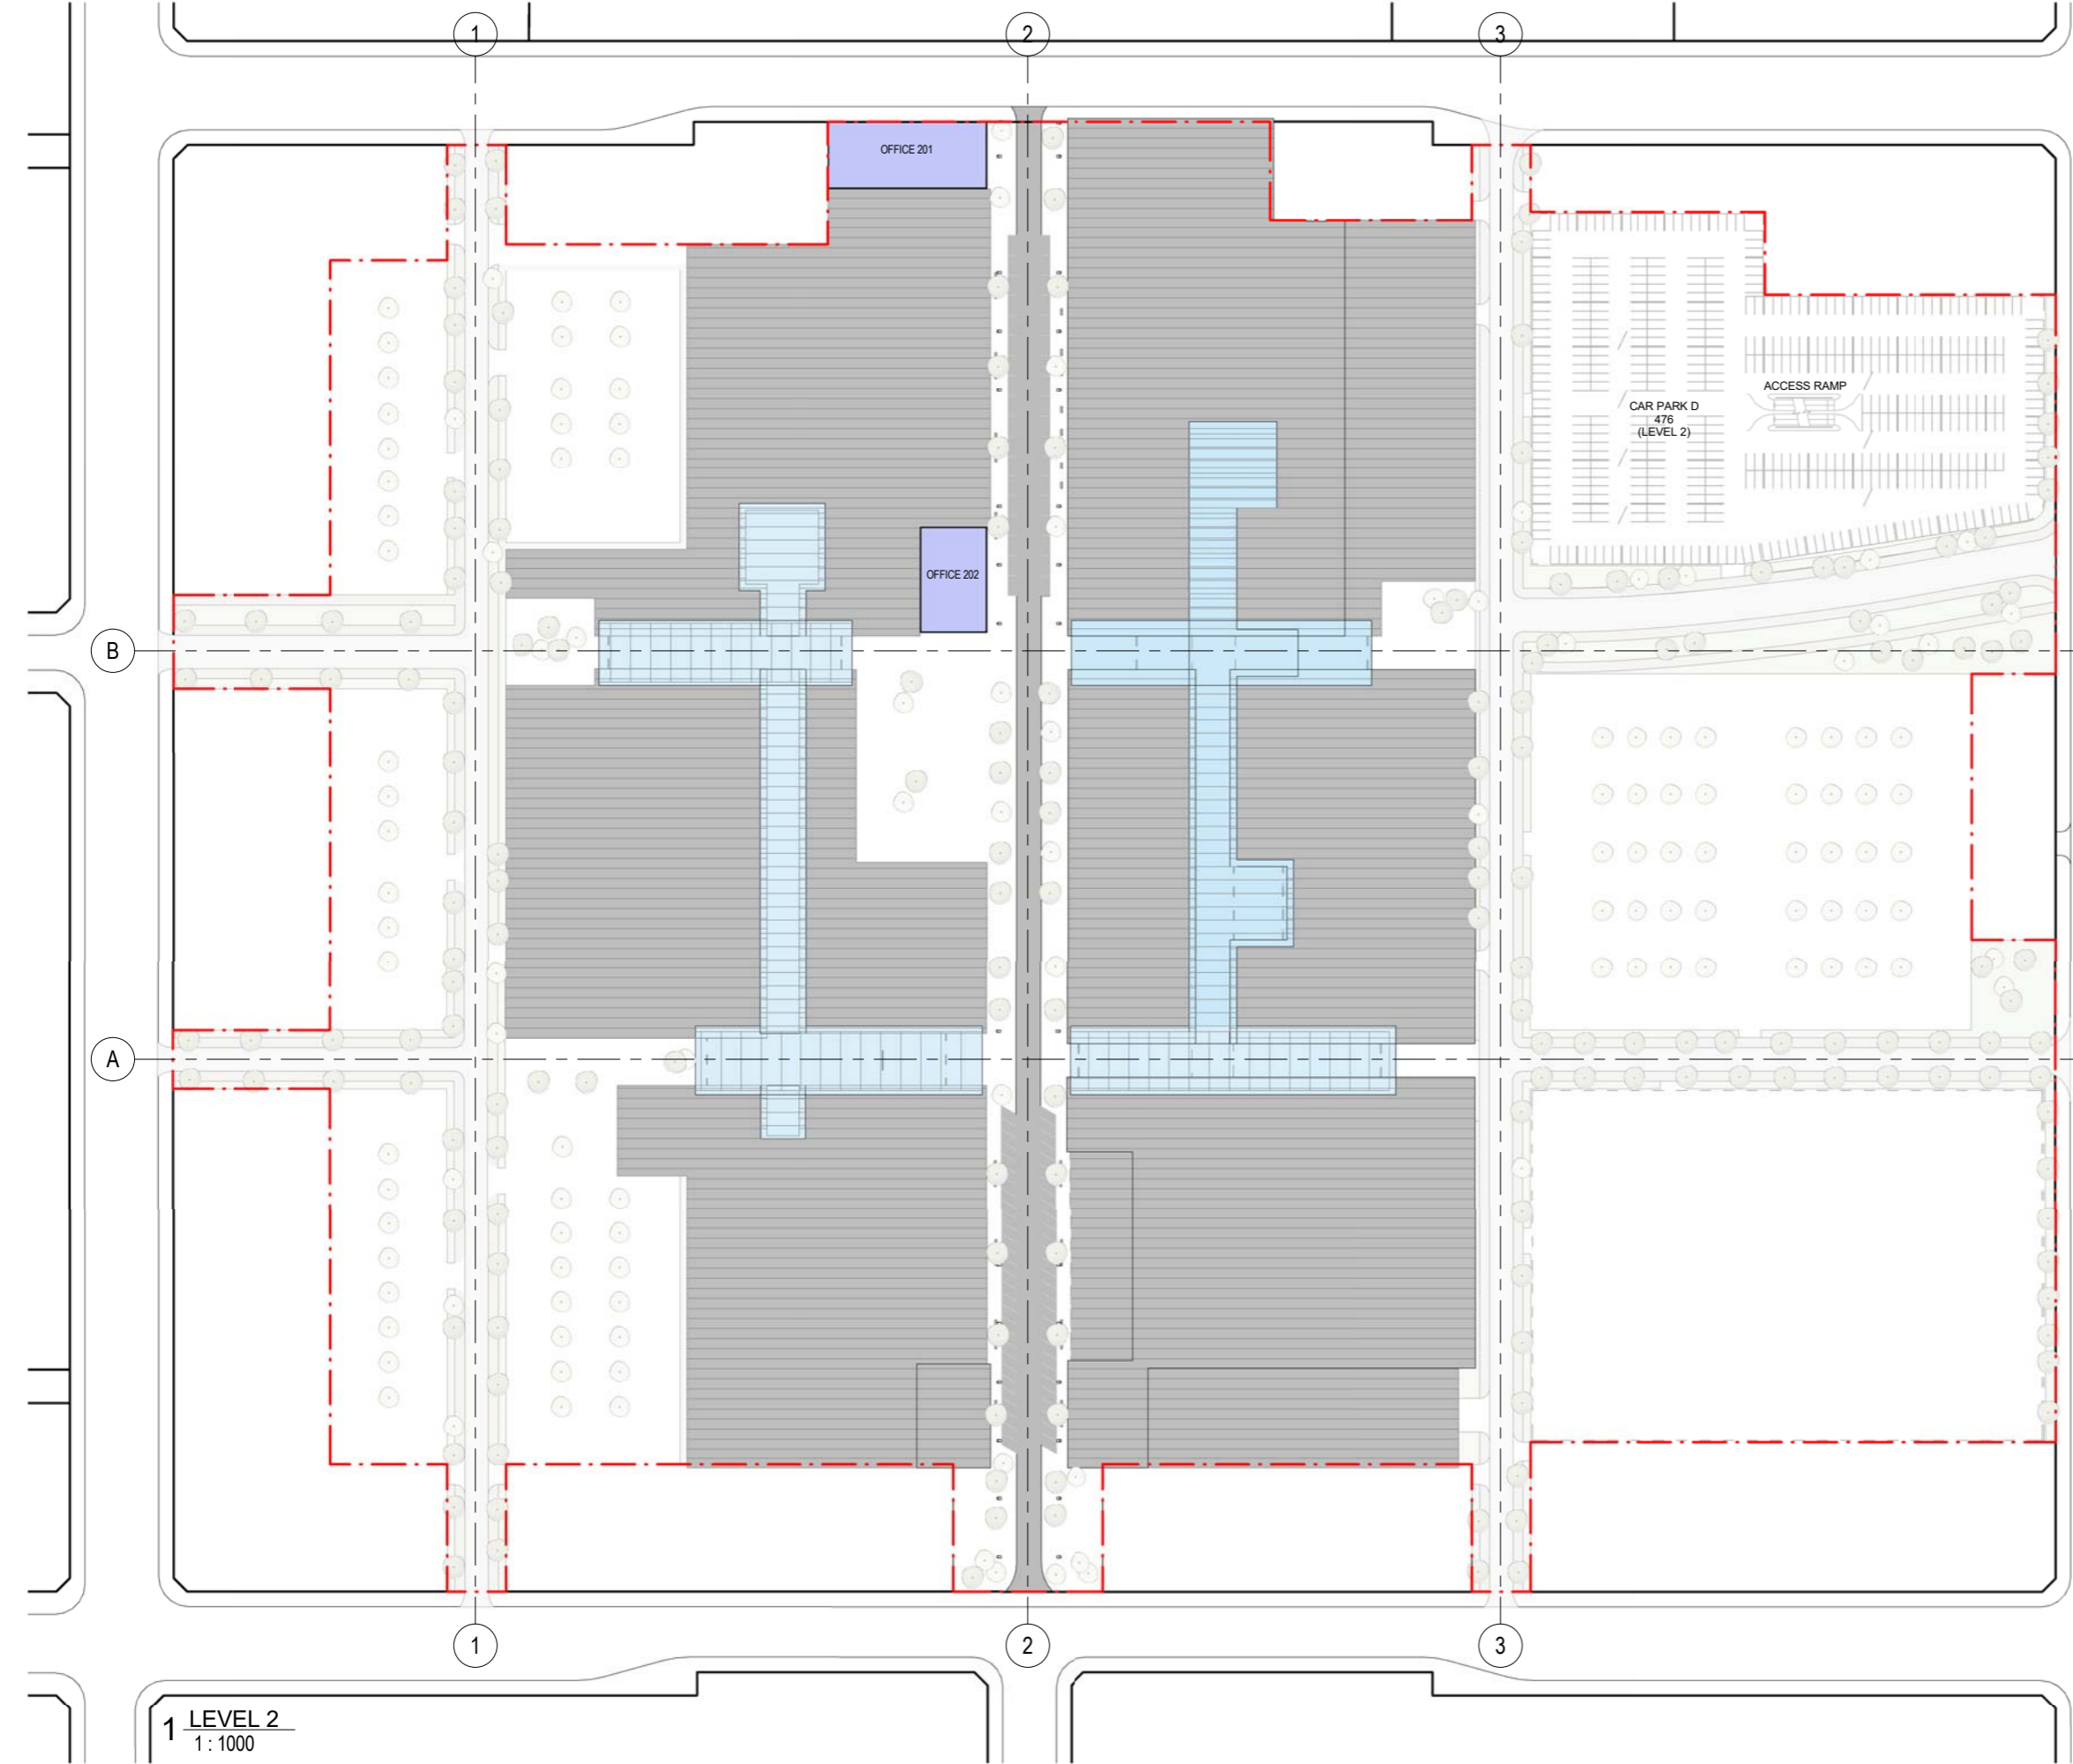 1
2
3
OFFICE 201
ACCESS RAMP
CAR PARK D
476
(LEVEL 2)
OFFICE 202
B
A
1
2
3
1 LEVEL 2
1 : 1000